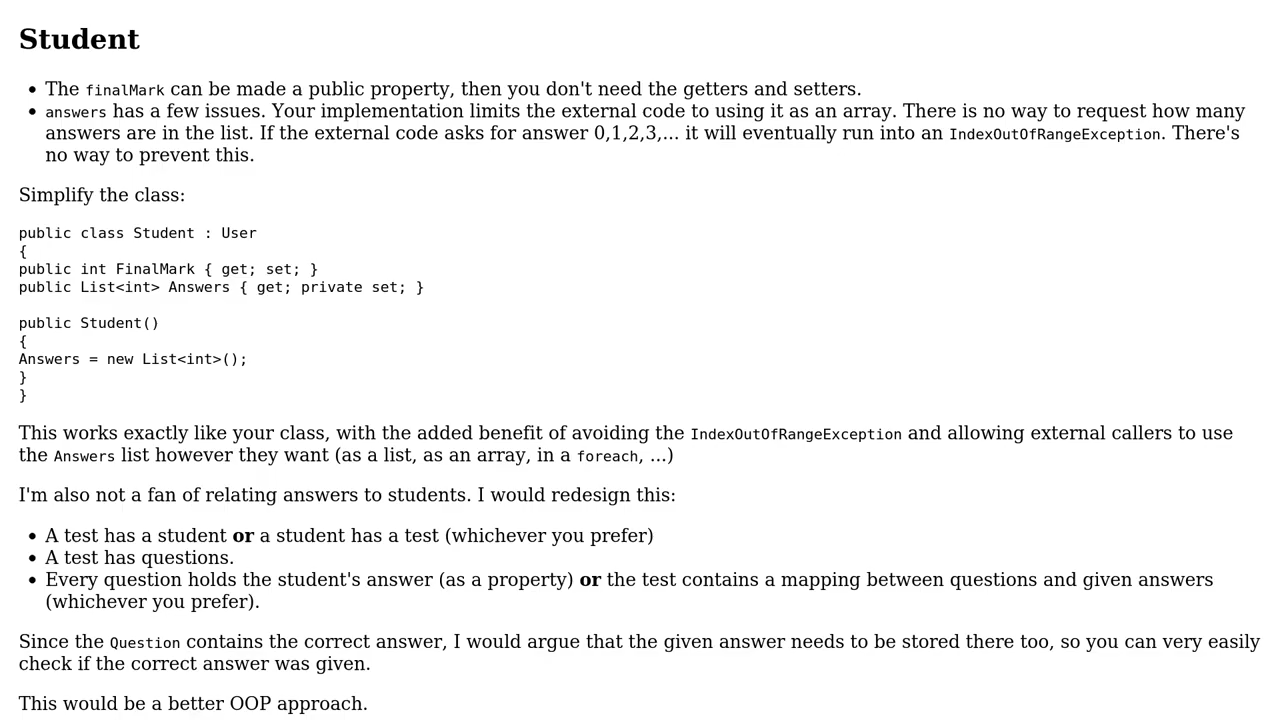 Student
• The finalMark can be made a public property, then you don't need the getters and setters.
• answers has a few issues. Your implementation limits the external code to using it as an array. There is no way to request how many
answers are in the list. If the external code asks for answer 0,1,2,3,... it will eventually run into an IndexOutOfRangeException. There's
no way to prevent this.
Simplify the class:
public class Student : User
{
public int FinalMark { get; set; }
public List<int> Answers { get; private set; }
public Student()
{
Answers = new List<int>();
}
}
This works exactly like your class, with the added benefit of avoiding the IndexOutOfRangeException and allowing external callers to use
the Answers list however they want (as a list, as an array, in a foreach, ...)
I'm also not a fan of relating answers to students. I would redesign this:
• A test has a student or a student has a test (whichever you prefer)
• A test has questions.
• Every question holds the student's answer (as a property) or the test contains a mapping between questions and given answers
(whichever you prefer).
Since the Question contains the correct answer, I would argue that the given answer needs to be stored there too, so you can very easily
check if the correct answer was given.
This would be a better OOP approach.